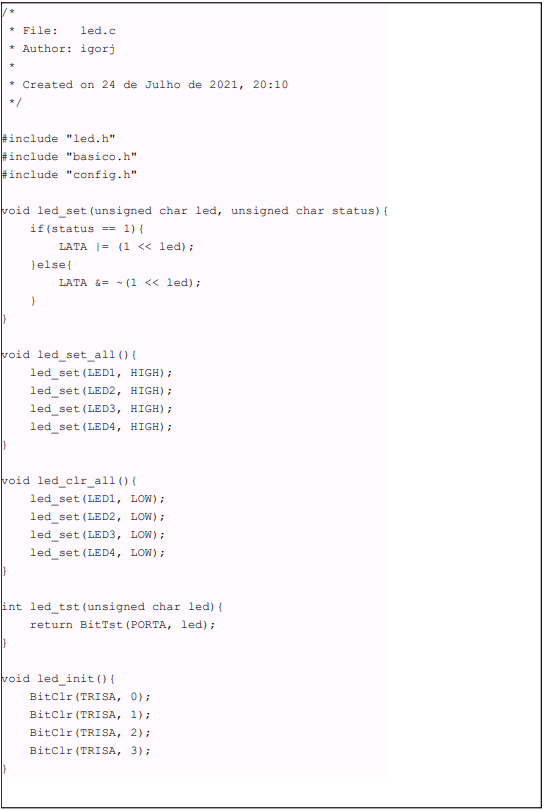 /*
 * File:   led.c
 * Author: igorj
 *
 * Created on 24 de Julho de 2021, 20:10
 */

#include "led.h"
#include "basico.h"
#include "config.h"

void led_set(unsigned char led, unsigned char status){
    if(status == 1){
        LATA |= (1 << led);
    }else{
        LATA &= ~(1 << led);
    }
}

void led_set_all(){
    led_set(LED1, HIGH);
    led_set(LED2, HIGH);
    led_set(LED3, HIGH);
    led_set(LED4, HIGH);
}

void led_clr_all(){
    led_set(LED1, LOW);
    led_set(LED2, LOW);
    led_set(LED3, LOW);
    led_set(LED4, LOW);
}

int led_tst(unsigned char led){
    return BitTst(PORTA, led);
}

void led_init(){
    BitClr(TRISA, 0);
    BitClr(TRISA, 1);
    BitClr(TRISA, 2);
    BitClr(TRISA, 3);
}